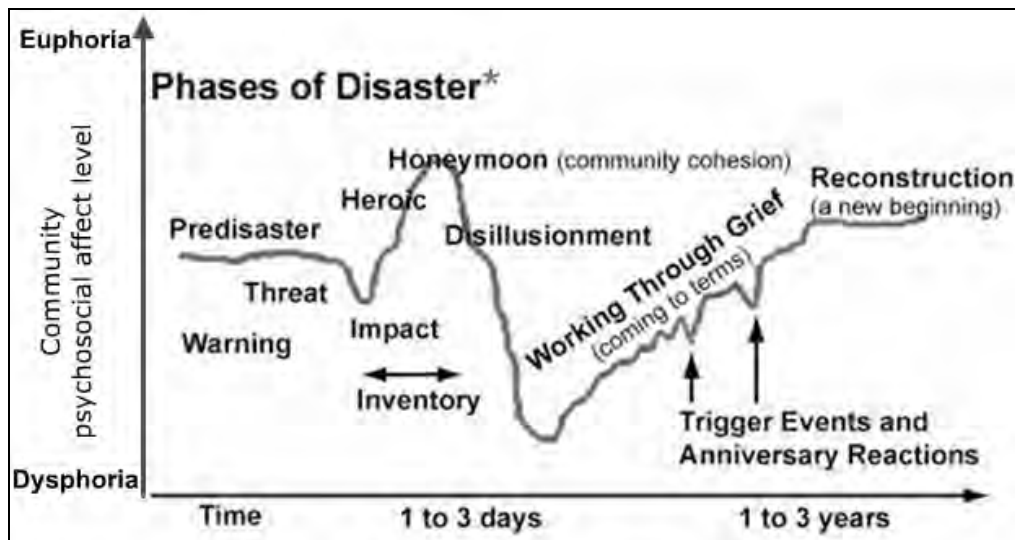 Euphoria
Phases of Disaster*
Community
psychosocial affect level
Honeymoon (community cohesion)
Heroic
Reconstruction
(a new beginning)
Predisaster
Disillusionment
Working Through Grief
(coming to terms)
Threat
Impact
Warning
Inventory
Trigger Events and
Anniversary Reactions
Dysphoria
Time
1 to 3 days
1 to 3 years